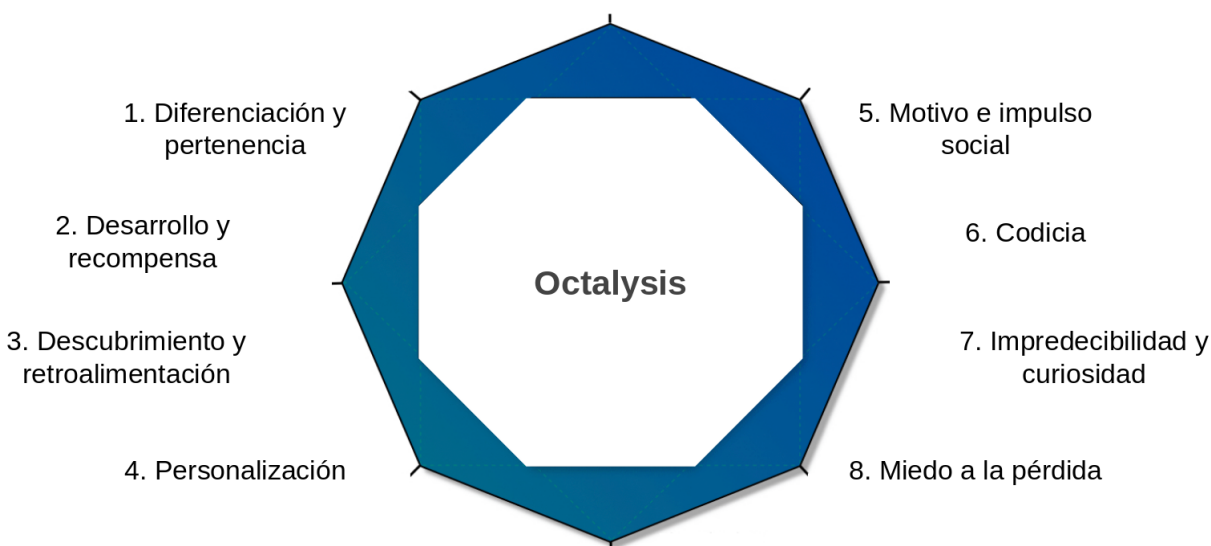 1. Diferenciación y
pertenencia
2. Desarrollo y
recompensa
3. Descubrimiento y
retroalimentación
4. Personalización
Octalysis
5. Motivo e impulso
social
6. Codicia
7. Impredecibilidad y
curiosidad
8. Miedo a la pérdida